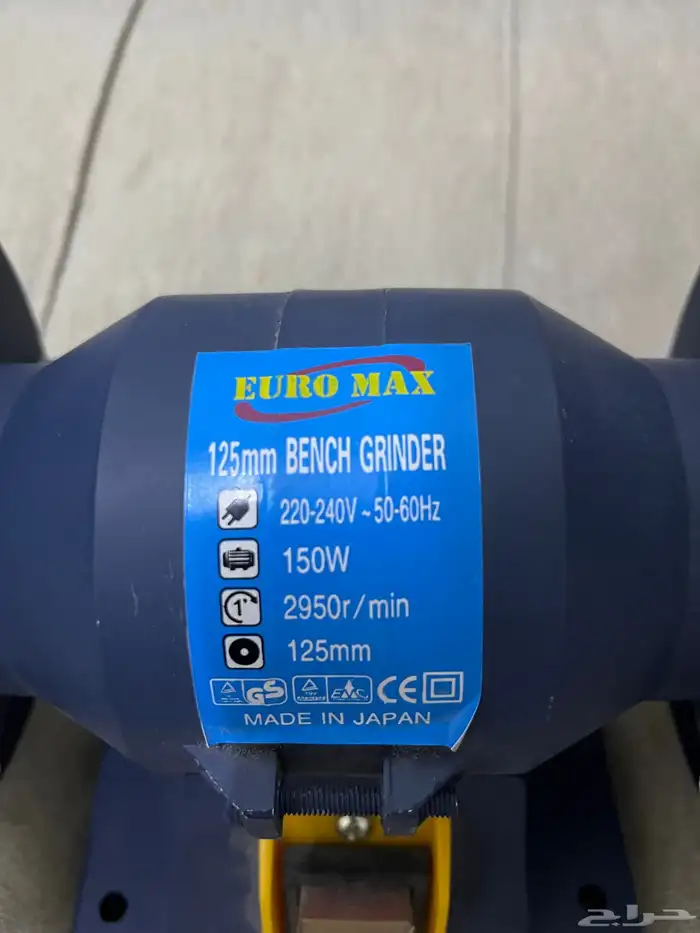 EURO MAX
125mm BENCH GRINDER
220-240V ~ 50-60Hz
150W
1'
2950r/min
125mm
GS
CE
MADE IN JAPAN
حراج